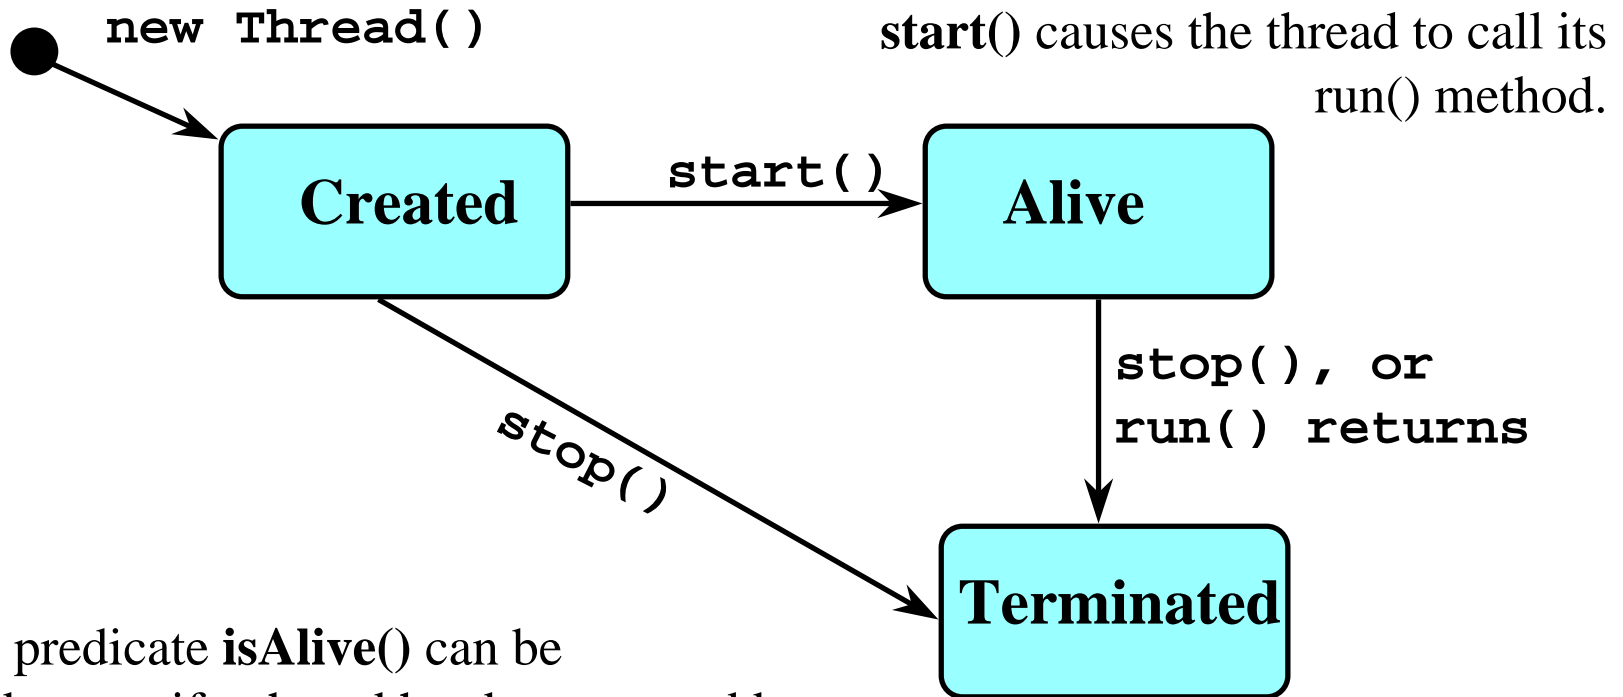 new Thread()
start() causes the thread to call its
run() method.
Created
start()
Alive
stop(), or
run() returns
stop()
Terminated
predicate isAlive() can be